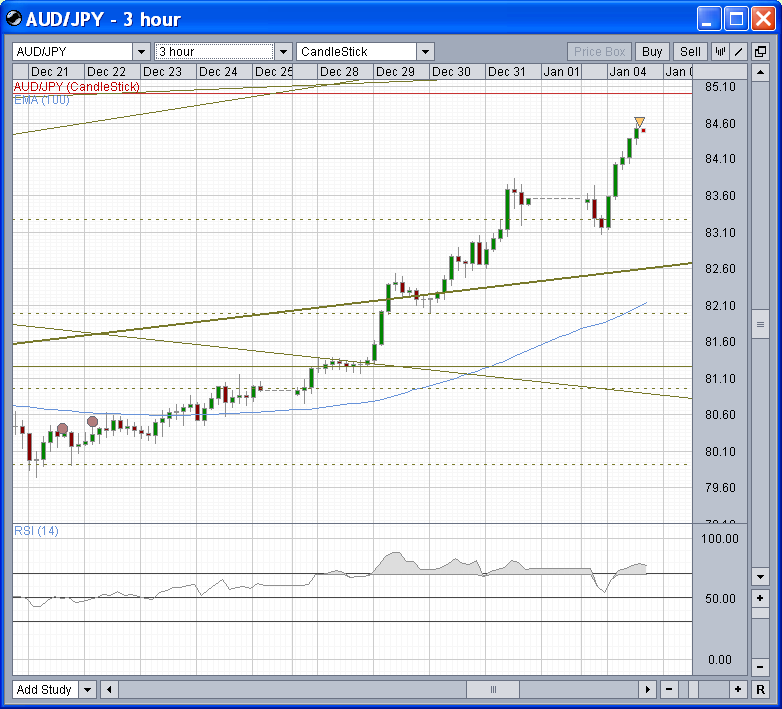 AUD/JPY - 3 hour
AUD/JPY 3 hour CandleStick Price Box Buy Sell
Dec 21 Dec 22 Dec 23 Dec 24 Dec 25 Dec 28 Dec 29 Dec 30 Dec 31 Jan 01 Jan 04 Jan
AUD/JPY (CandleStick)
EMA (100)
85.10
84.60
84.10
83.60
83.10
82.60
82.10
81.60
81.10
80.60
80.10
79.60
79.10
RSI (14)
100.00
50.00
0.00
Add Study R